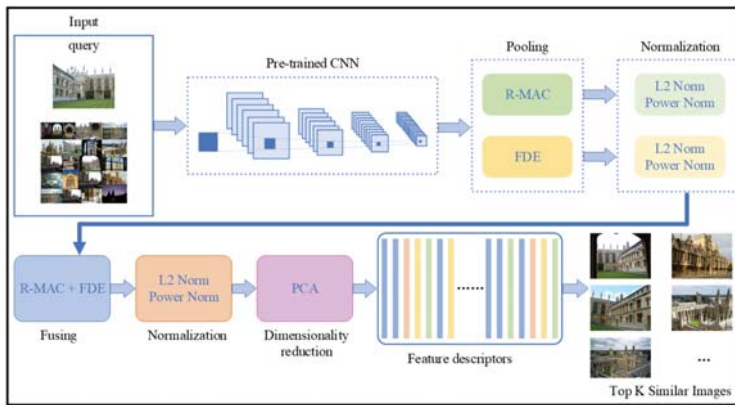 Input
query
Pre-trained CNN
Pooling
Normalization
R-MAC
L2 Norm
Power Norm
FDE
L2 Norm
Power Norm
R-MAC + FDE
L2 Norm
Power Norm
PCA
......
Fusing
Normalization
Dimensionality
reduction
Feature descriptors
...
Top K Similar Images